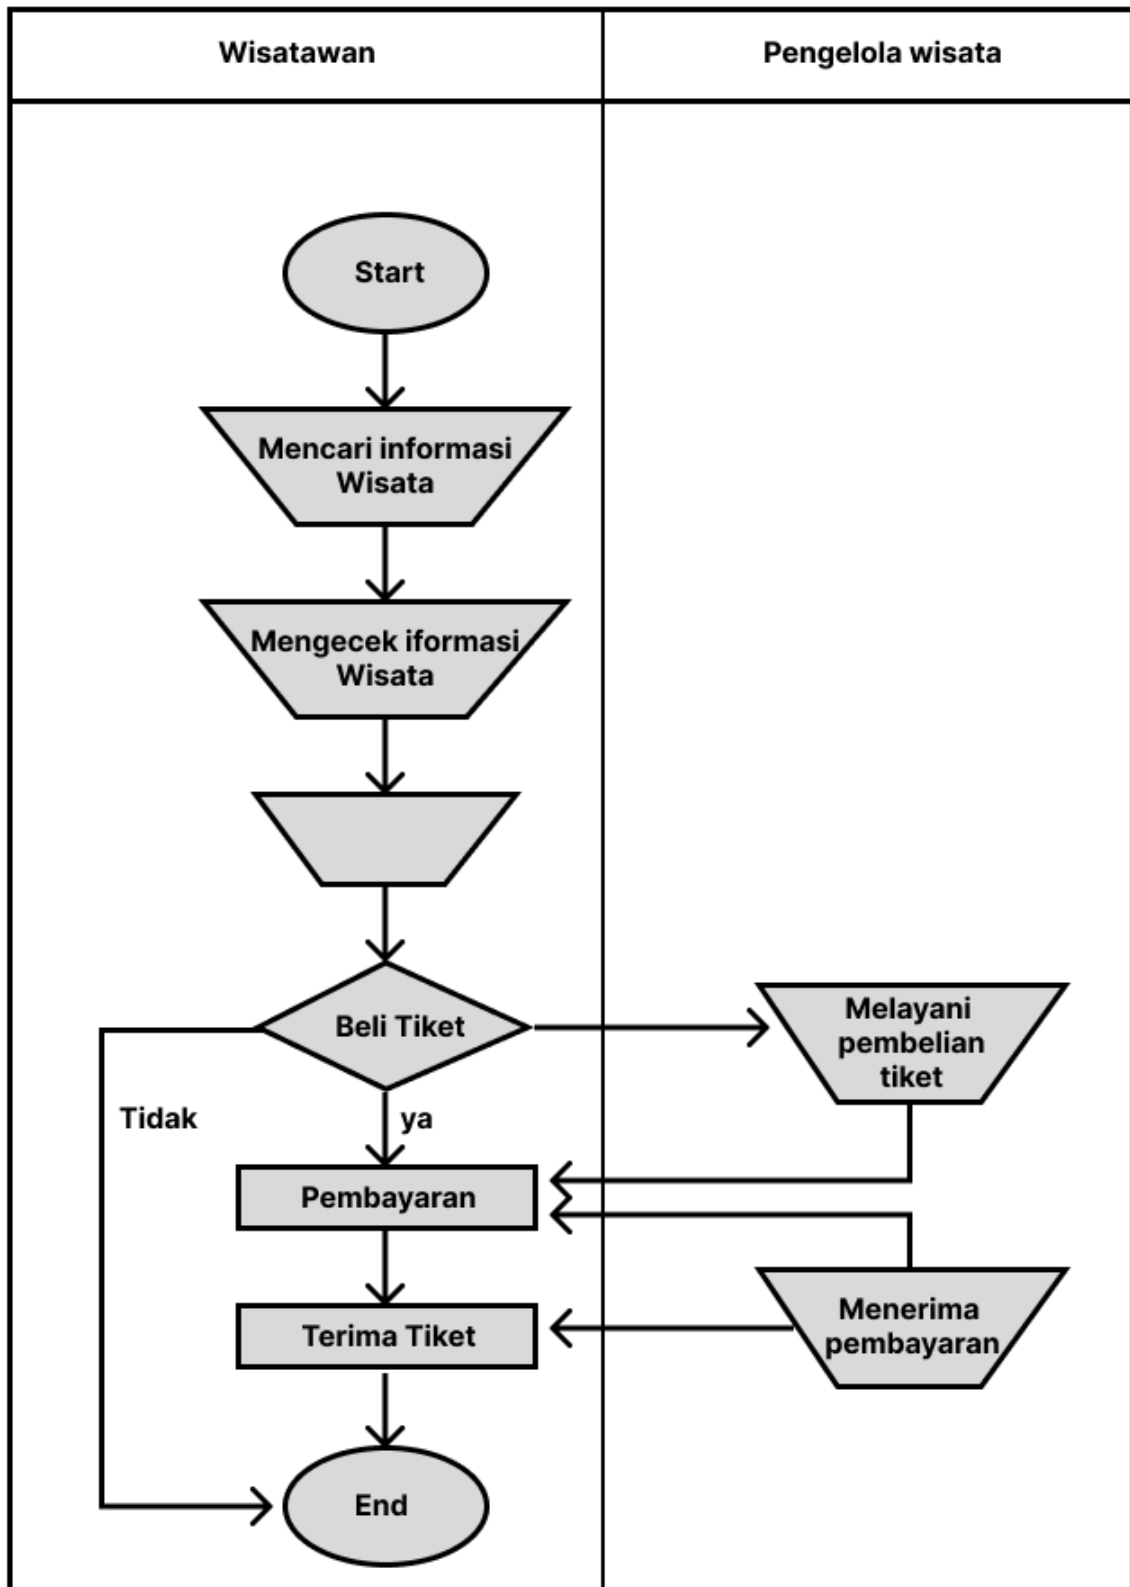 Wisatawan
Pengelola wisata
Start
Mencari informasi
Wisata
Mengecek iformasi
Wisata
Beli Tiket
Melayani
pembelian
tiket
Tidak
ya
Pembayaran
Terima Tiket
Menerima
pembayaran
End